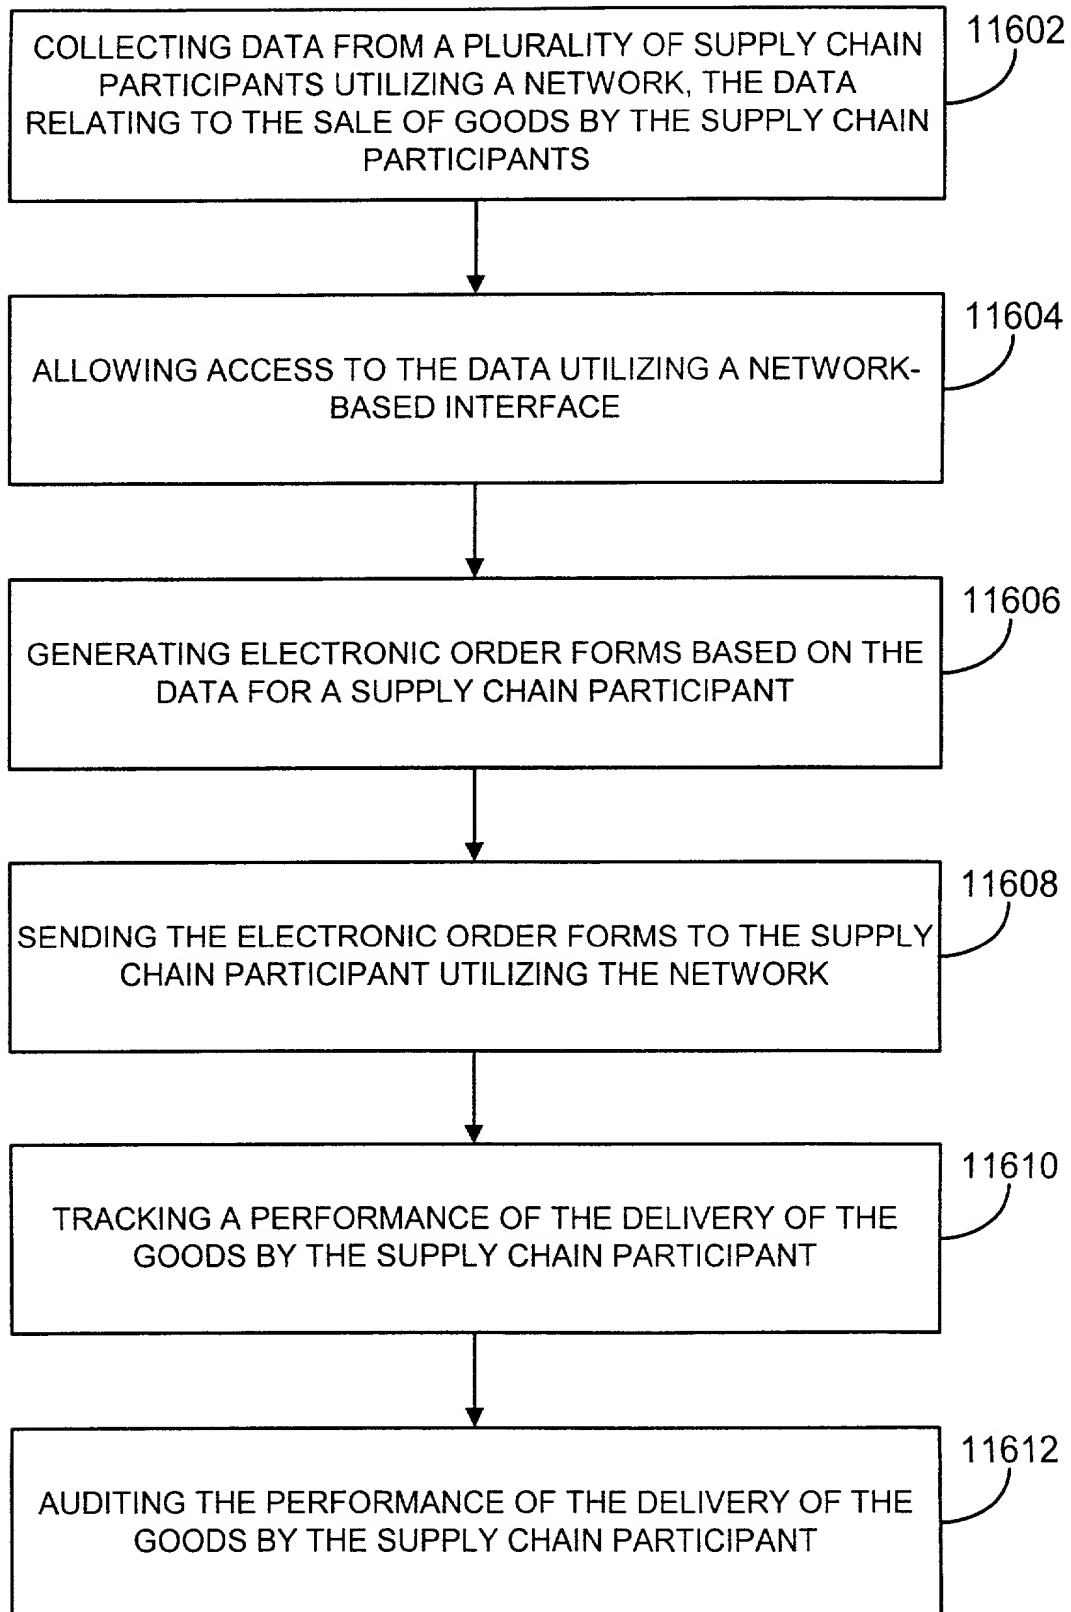 COLLECTING DATA FROM A PLURALITY OF SUPPLY CHAIN
PARTICIPANTS UTILIZING A NETWORK, THE DATA
RELATING TO THE SALE OF GOODS BY THE SUPPLY CHAIN
PARTICIPANTS
11602
ALLOWING ACCESS TO THE DATA UTILIZING A NETWORK-
BASED INTERFACE
11604
GENERATING ELECTRONIC ORDER FORMS BASED ON THE
DATA FOR A SUPPLY CHAIN PARTICIPANT
11606
SENDING THE ELECTRONIC ORDER FORMS TO THE SUPPLY
CHAIN PARTICIPANT UTILIZING THE NETWORK
11608
TRACKING A PERFORMANCE OF THE DELIVERY OF THE
GOODS BY THE SUPPLY CHAIN PARTICIPANT
11610
AUDITING THE PERFORMANCE OF THE DELIVERY OF THE
GOODS BY THE SUPPLY CHAIN PARTICIPANT
11612